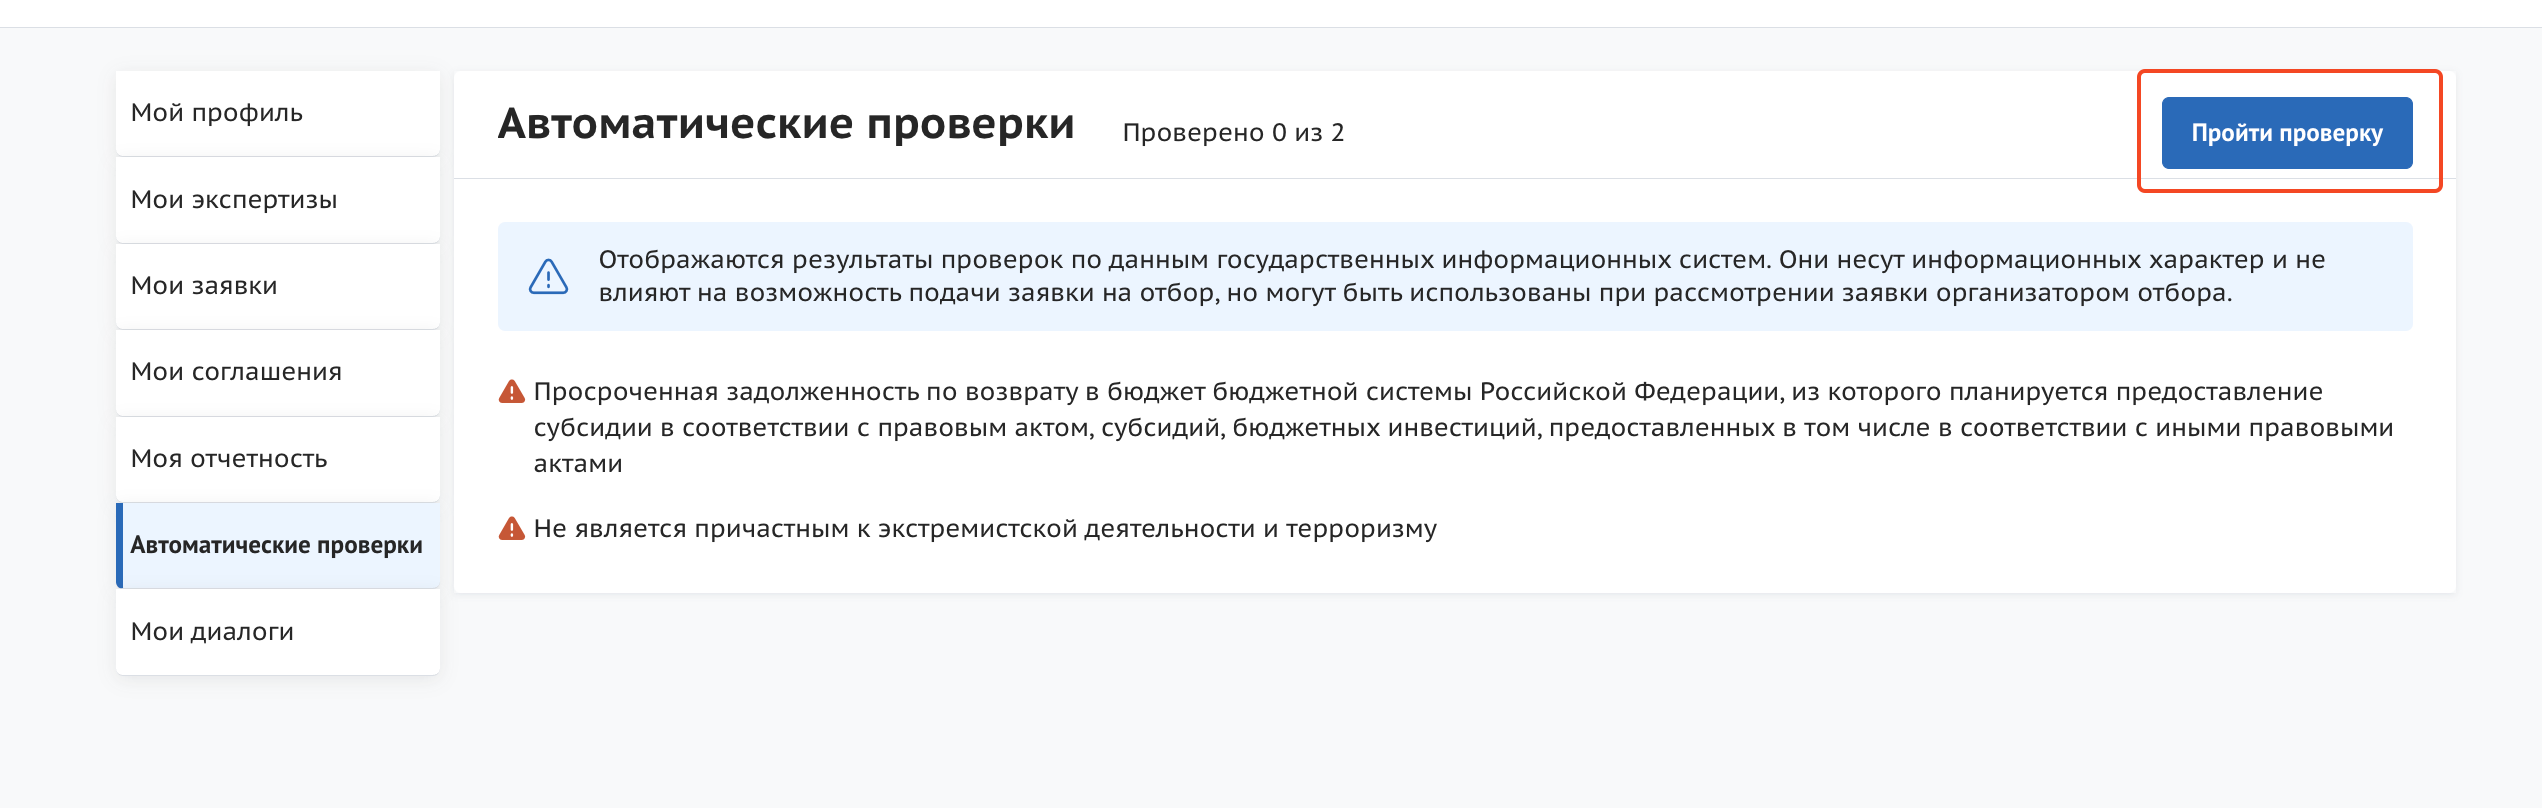 Мой профиль
Мои экспертизы
Мои заявки
Мои соглашения
Моя отчетность
Автоматические проверки
Мои диалоги
Автоматические проверки
Проверено 0 из 2
Пройти проверку
Отображаются результаты проверок по данным государственных информационных систем. Они несут информационных характер и не
влияют на возможность подачи заявки на отбор, но могут быть использованы при рассмотрении заявки организатором отбора.
Просроченная задолженность по возврату в бюджет бюджетной системы Российской Федерации, из которого планируется предоставление
субсидии в соответствии с правовым актом, субсидий, бюджетных инвестиций, предоставленных в том числе в соответствии с иными правовыми
актами
Не является причастным к экстремистской деятельности и терроризму